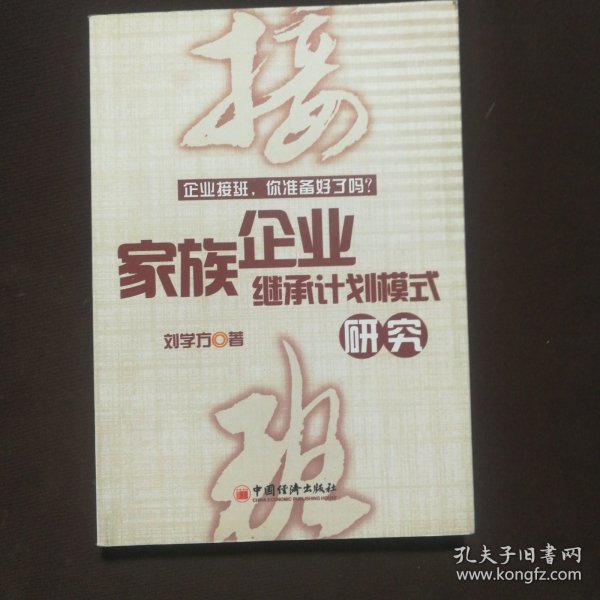 接
企业接班，你准备好了吗？
家族企业
继承计划模式
研究
刘学方◎著
班
中国经济出版社
CHINA ECONOMIC PUBLISHING HOUSE
孔夫子旧书网
www.kongfz.com